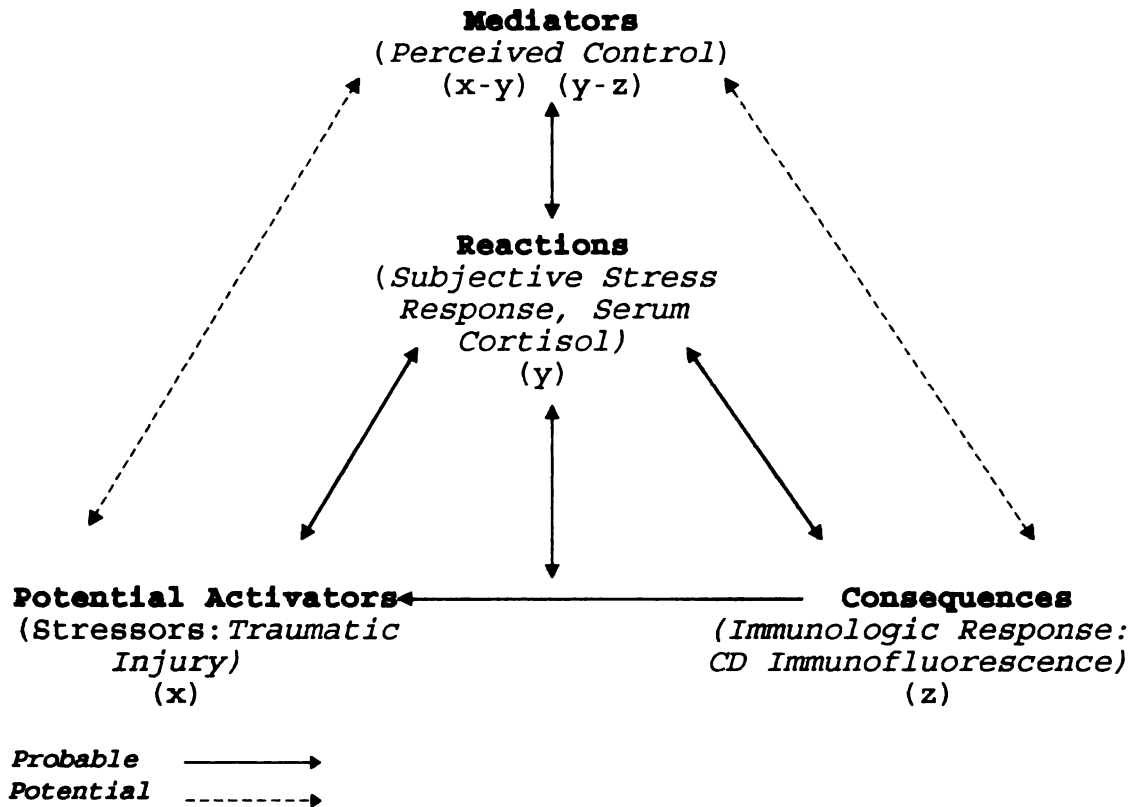 Mediators
(Perceived Control)
(x-y) (y-z)
Reactions
(Subjective Stress
Response, Serum
Cortisol)
(y)
Potential Activators
(Stressors: Traumatic
Injury)
(x)
Consequences
(Immunologic Response:
CD Immunofluorescence)
(z)
Probable
Potential